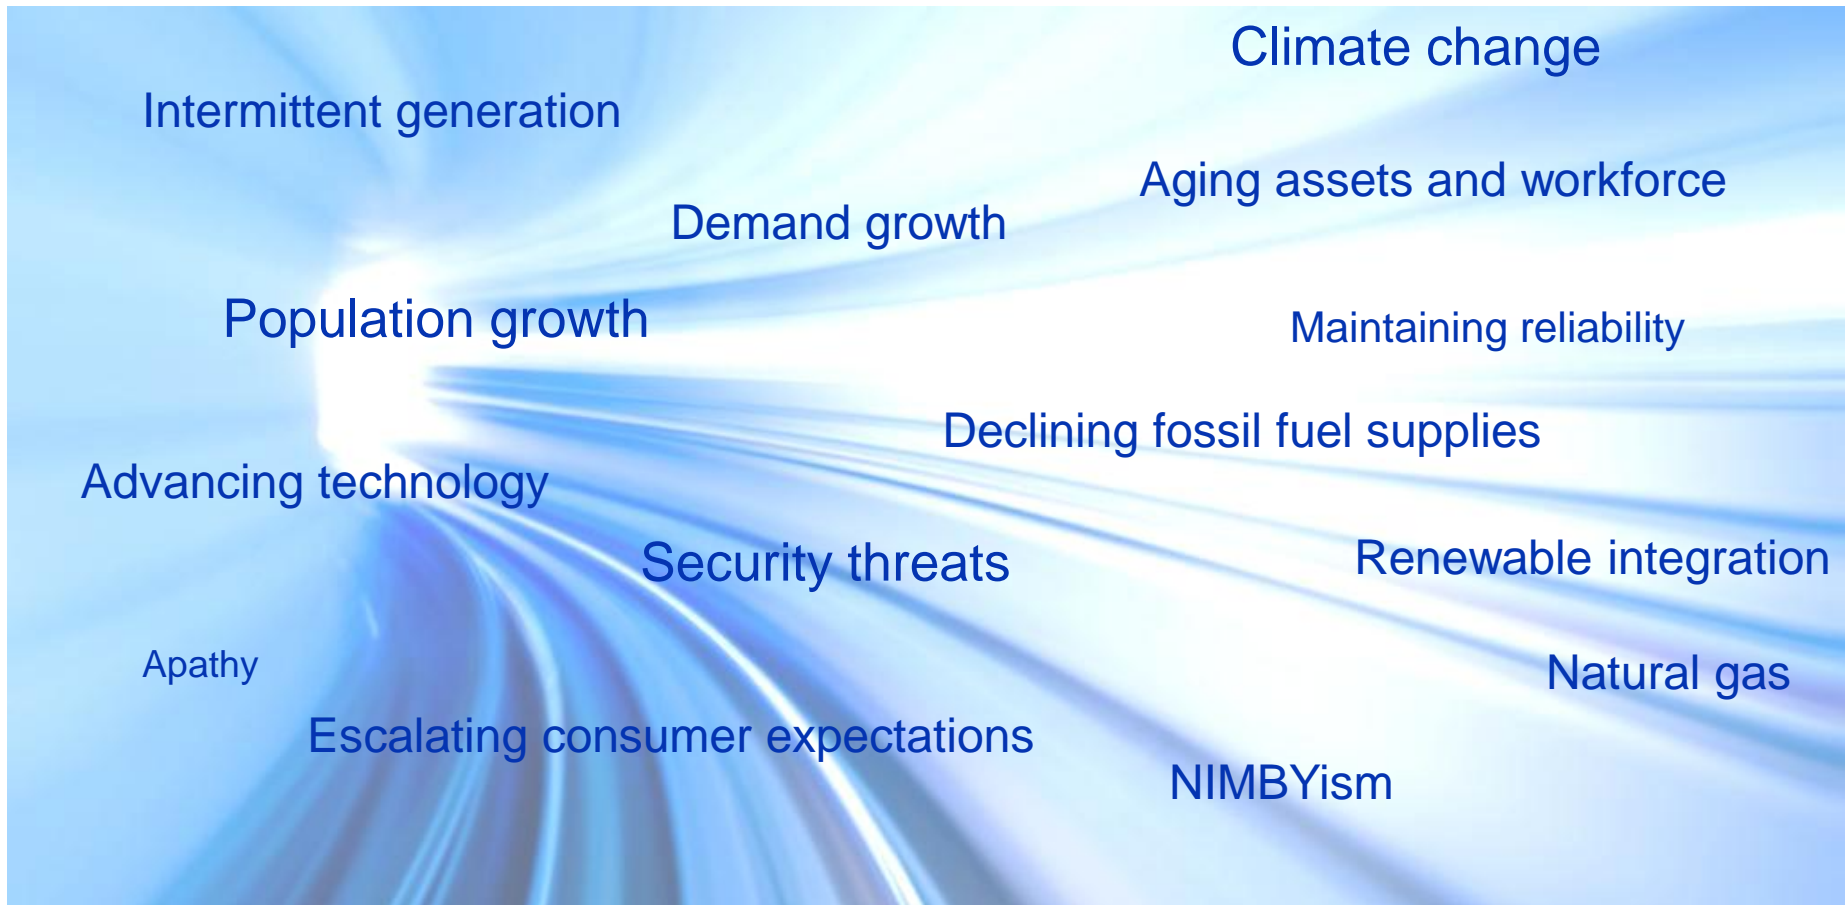 Climate change
Intermittent generation
Aging assets and workforce
Demand growth
Population growth
Maintaining reliability
Declining fossil fuel supplies
Advancing technology
Security threats
Renewable integration
Apathy
Natural gas
Escalating consumer expectations
NIMBYism